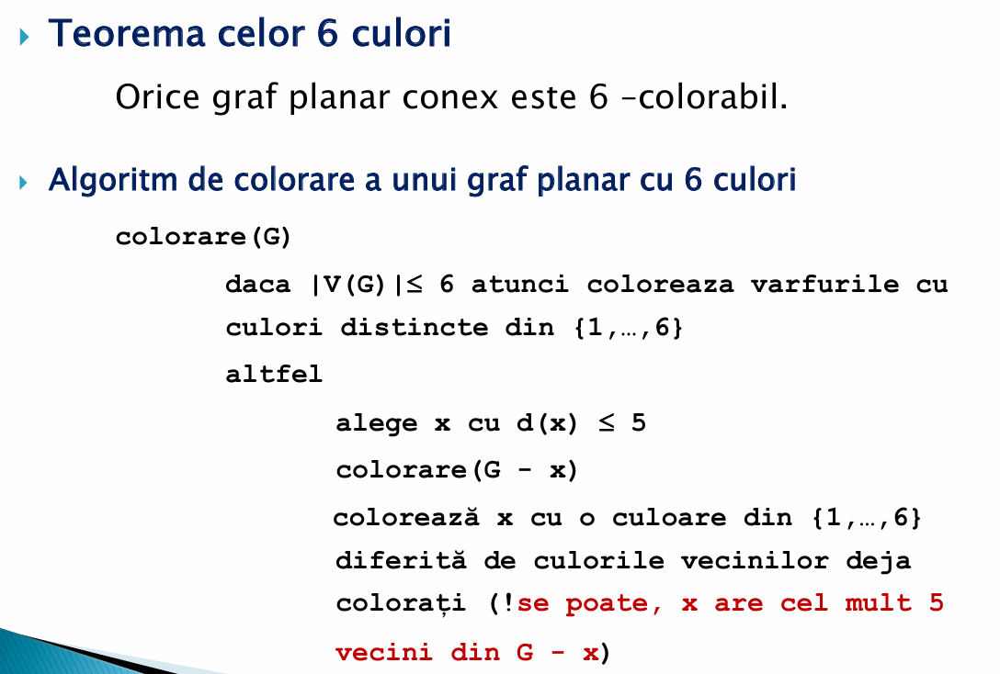 Teorema celor 6 culori
Orice graf planar conex este 6 –colorabil.
Algoritm de colorare a unui graf planar cu 6 culori
colorare(G)
daca |V(G)|≤ 6 atunci coloreaza varfurile cu
culori distincte din {1,…,6}
altfel
alege x cu d(x) ≤ 5
colorare(G - x)
colorează x cu o culoare din {1,…,6}
diferită de culorile vecinilor deja
colorați (!se poate, x are cel mult 5
vecini din G - x)